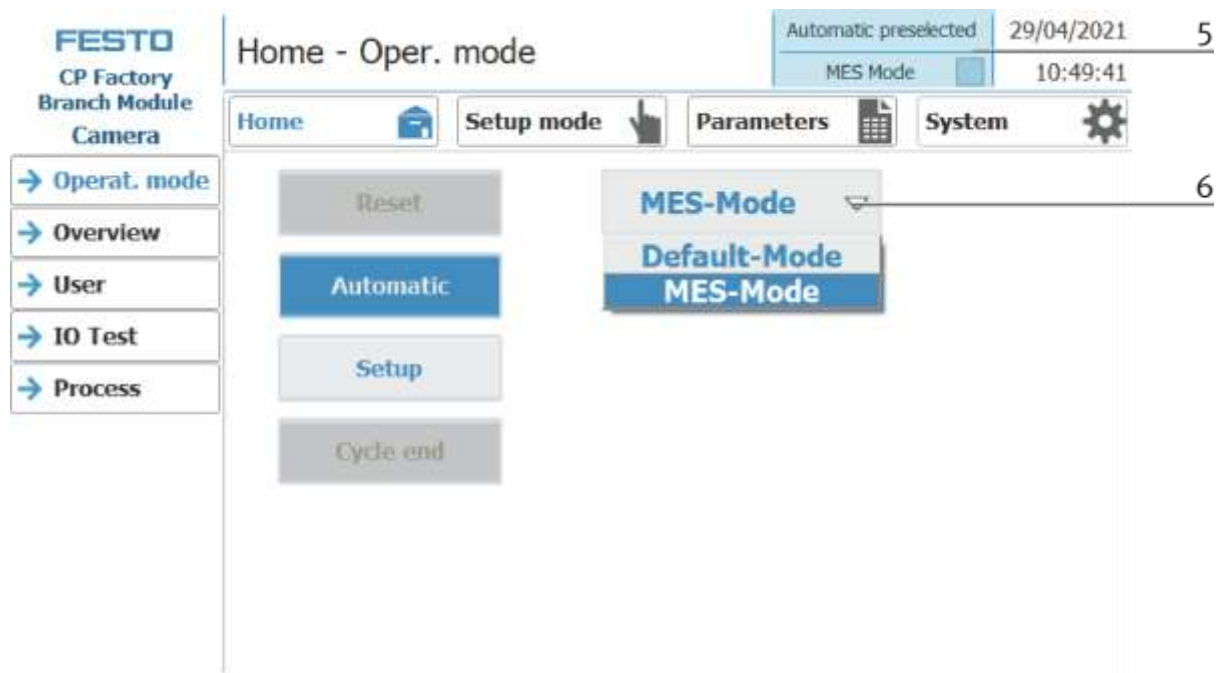 FESTO
CP Factory
Branch Module
Camera
Home - Oper. mode
Automatic preselected
MES Mode
29/04/2021
10:49:41
5
Home
Setup mode
Parameters
System
Operat. mode
Overview
User
IO Test
Process
Reset
Automatic
Setup
Cycle end
MES-Mode
6
Default-Mode
MES-Mode